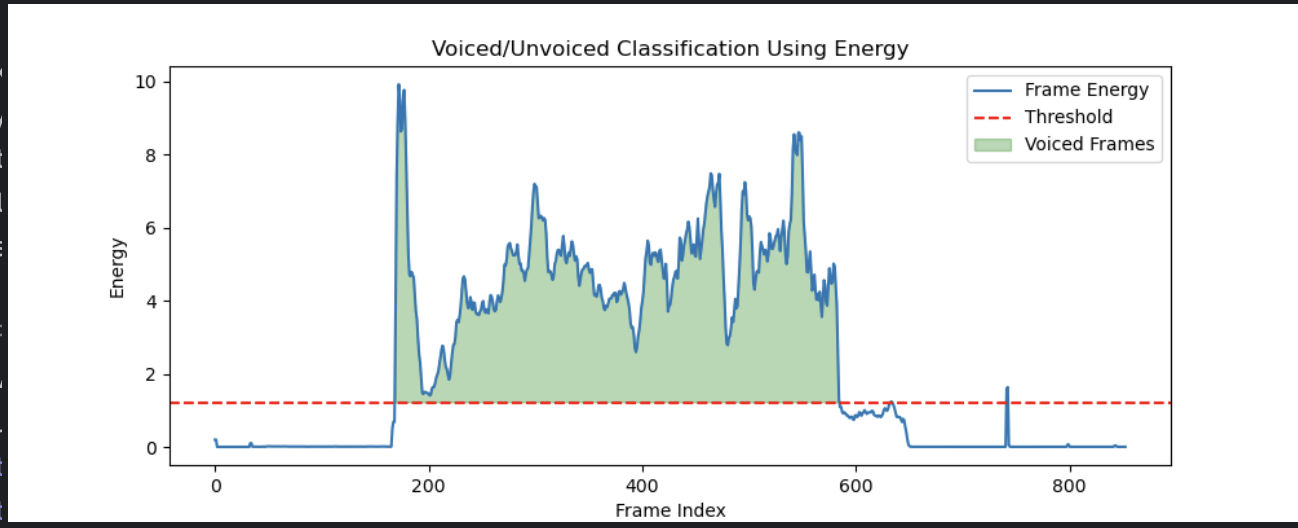 Voiced/Unvoiced Classification Using Energy
10
8
6
4
2
0
Energy
Frame Energy
Threshold
Voiced Frames
0 200 400 600 800
Frame Index